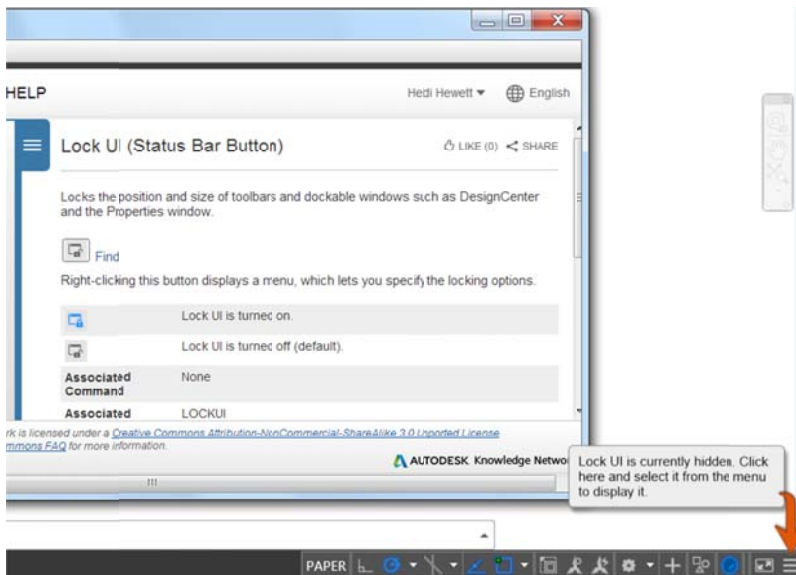 HELP
Hedi Hewett
English
Lock UI (Status Bar Button)
LIKE (0)
SHARE
Locks the position and size of toolbars and dockable windows such as DesignCenter
and the Properties window.
Find
Right-clicking this button displays a menu, which lets you specify the locking options.
Lock UI is turned on.
Lock UI is turned off (default).
Associated None
Command
Associated LOCKUI
rk is licensed under a Creative Commons Attribution-NonCommercial-ShareAlike 3.0 Unported License
mmons FAQ for more information.
AUTODESK Knowledge Netwo
Lock UI is currently hidden. Click
here and select it from the menu
to display it.
PAPER